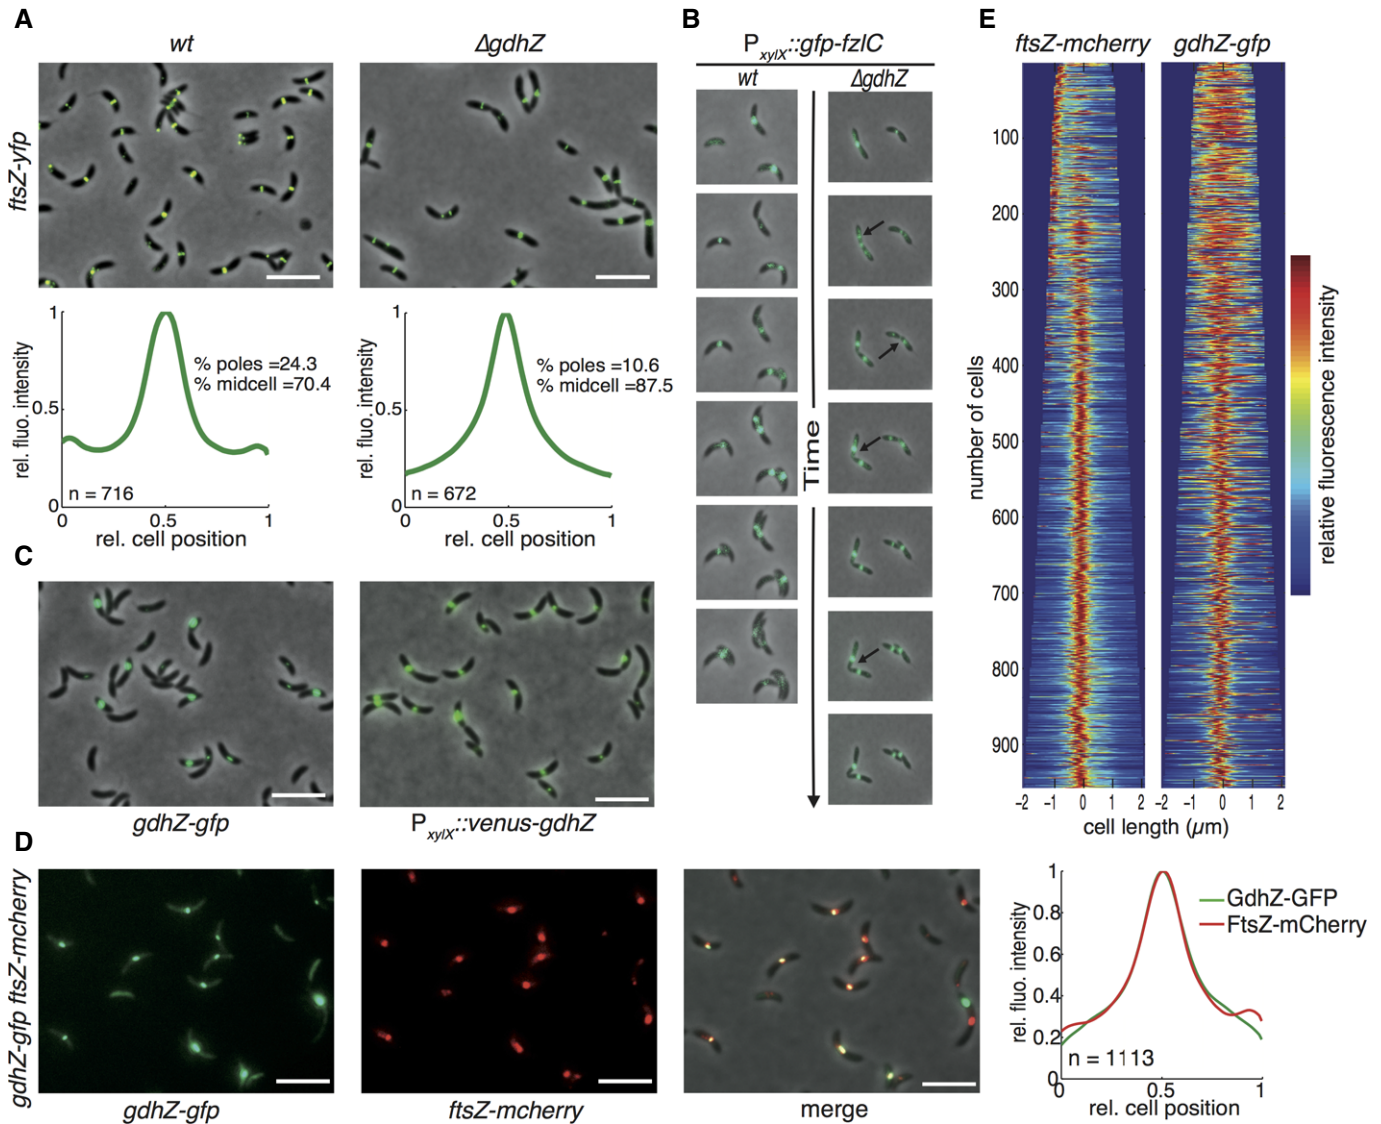 A
wt
ΔgdhZ
ftsZ-yfp
rel. fluo. intensity
1
0.5
0
% poles =24.3
% midcell =70.4
n = 716
0
0.5
1
rel. cell position
rel. fluo. intensity
1
0.5
0
% poles =10.6
% midcell =87.5
n = 672
0
0.5
1
rel. cell position
B
PxylX::gfp-fzlC
wt
ΔgdhZ
Time
C
gdhZ-gfp
PxylX::venus-gdhZ
D
gdhZ-gfp ftsZ-mcherry
gdhZ-gfp
ftsZ-mcherry
merge
rel. fluo. intensity
1
0.8
0.6
0.4
0.2
0
GdhZ-GFP
FtsZ-mCherry
n = 1113
0
0.5
1
rel. cell position
E
ftsZ-mcherry
gdhZ-gfp
number of cells
100
200
300
400
500
600
700
800
900
-2 -1 0 1 2
-2 -1 0 1 2
cell length (µm)
relative fluorescence intensity